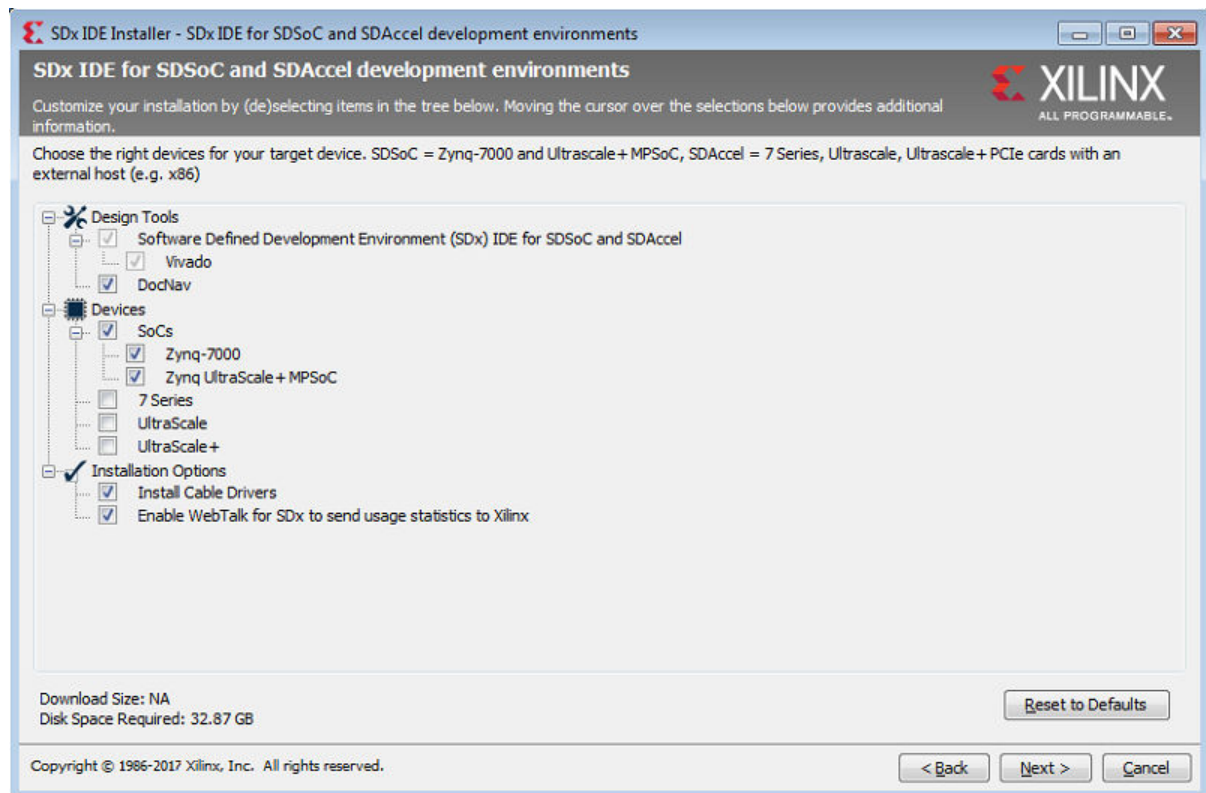 SDx IDE Installer - SDx IDE for SDSoC and SDAccel development environments
SDx IDE for SDSoC and SDAccel development environments
Customize your installation by (de)selecting items in the tree below. Moving the cursor over the selections below provides additional
information.
XILINX
ALL PROGRAMMABLE.
Choose the right devices for your target device. SDSoC = Zynq-7000 and Ultrascale+ MPSoC, SDAccel = 7 Series, Ultrascale, Ultrascale+ PCIe cards with an
external host (e.g. x86)
Design Tools
Software Defined Development Environment (SDx) IDE for SDSoC and SDAccel
Vivado
DocNav
Devices
SoCs
Zynq-7000
Zynq UltraScale+ MPSoC
7 Series
UltraScale
UltraScale+
Installation Options
Install Cable Drivers
Enable WebTalk for SDx to send usage statistics to Xilinx
Download Size: NA
Disk Space Required: 32.87 GB
Reset to Defaults
Copyright © 1986-2017 Xilinx, Inc. All rights reserved.
< Back
Next >
Cancel